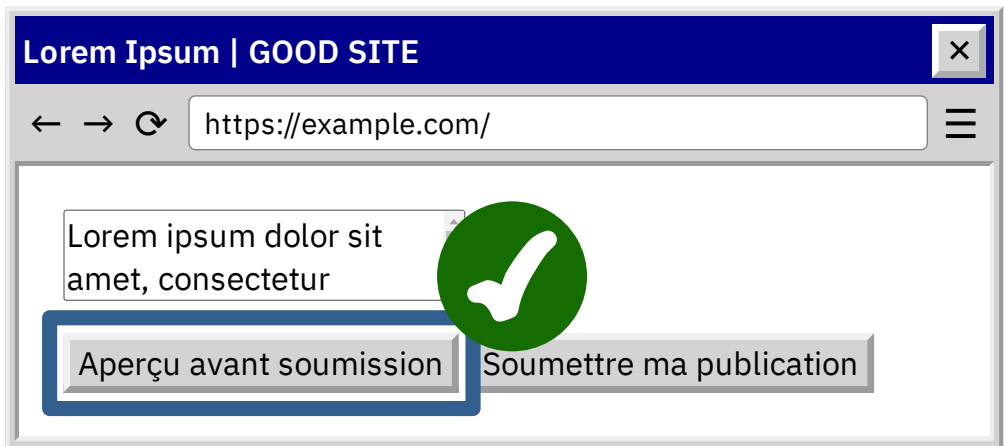 Lorem Ipsum | GOOD SITE
https://example.com/
Lorem ipsum dolor sit
amet, consectetur
Aperçu avant soumission
Soumettre ma publication